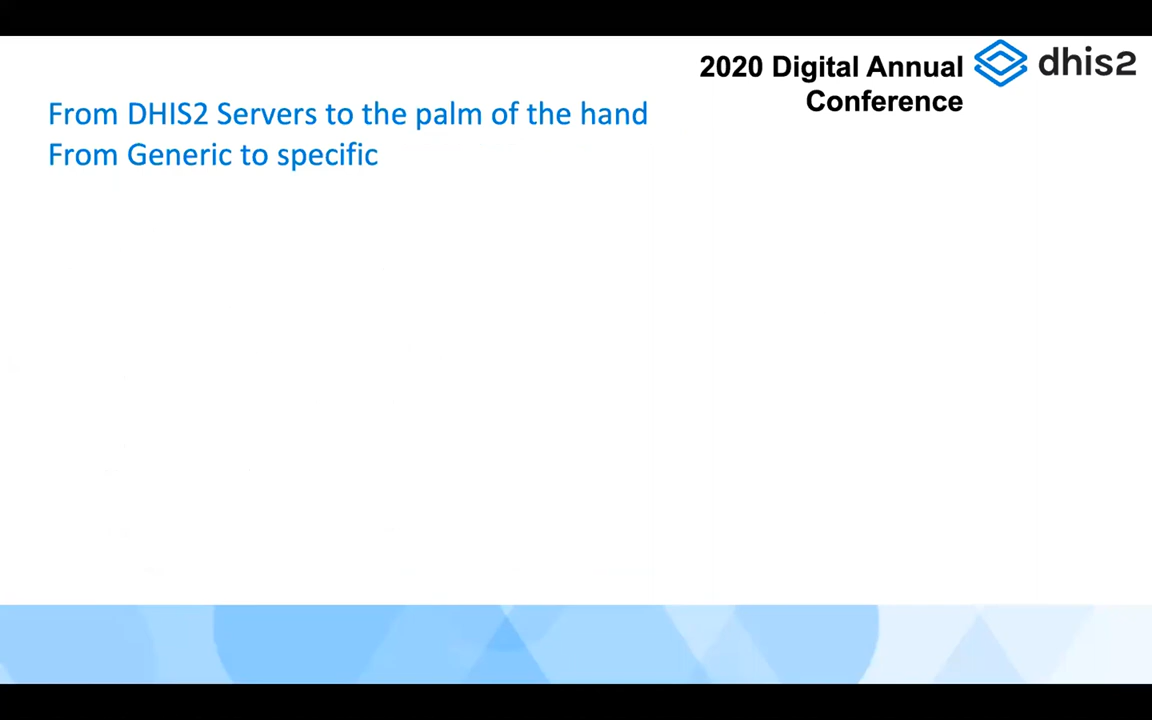 2020 Digital Annual
Conference
dhis2
From DHIS2 Servers to the palm of the hand
From Generic to specific